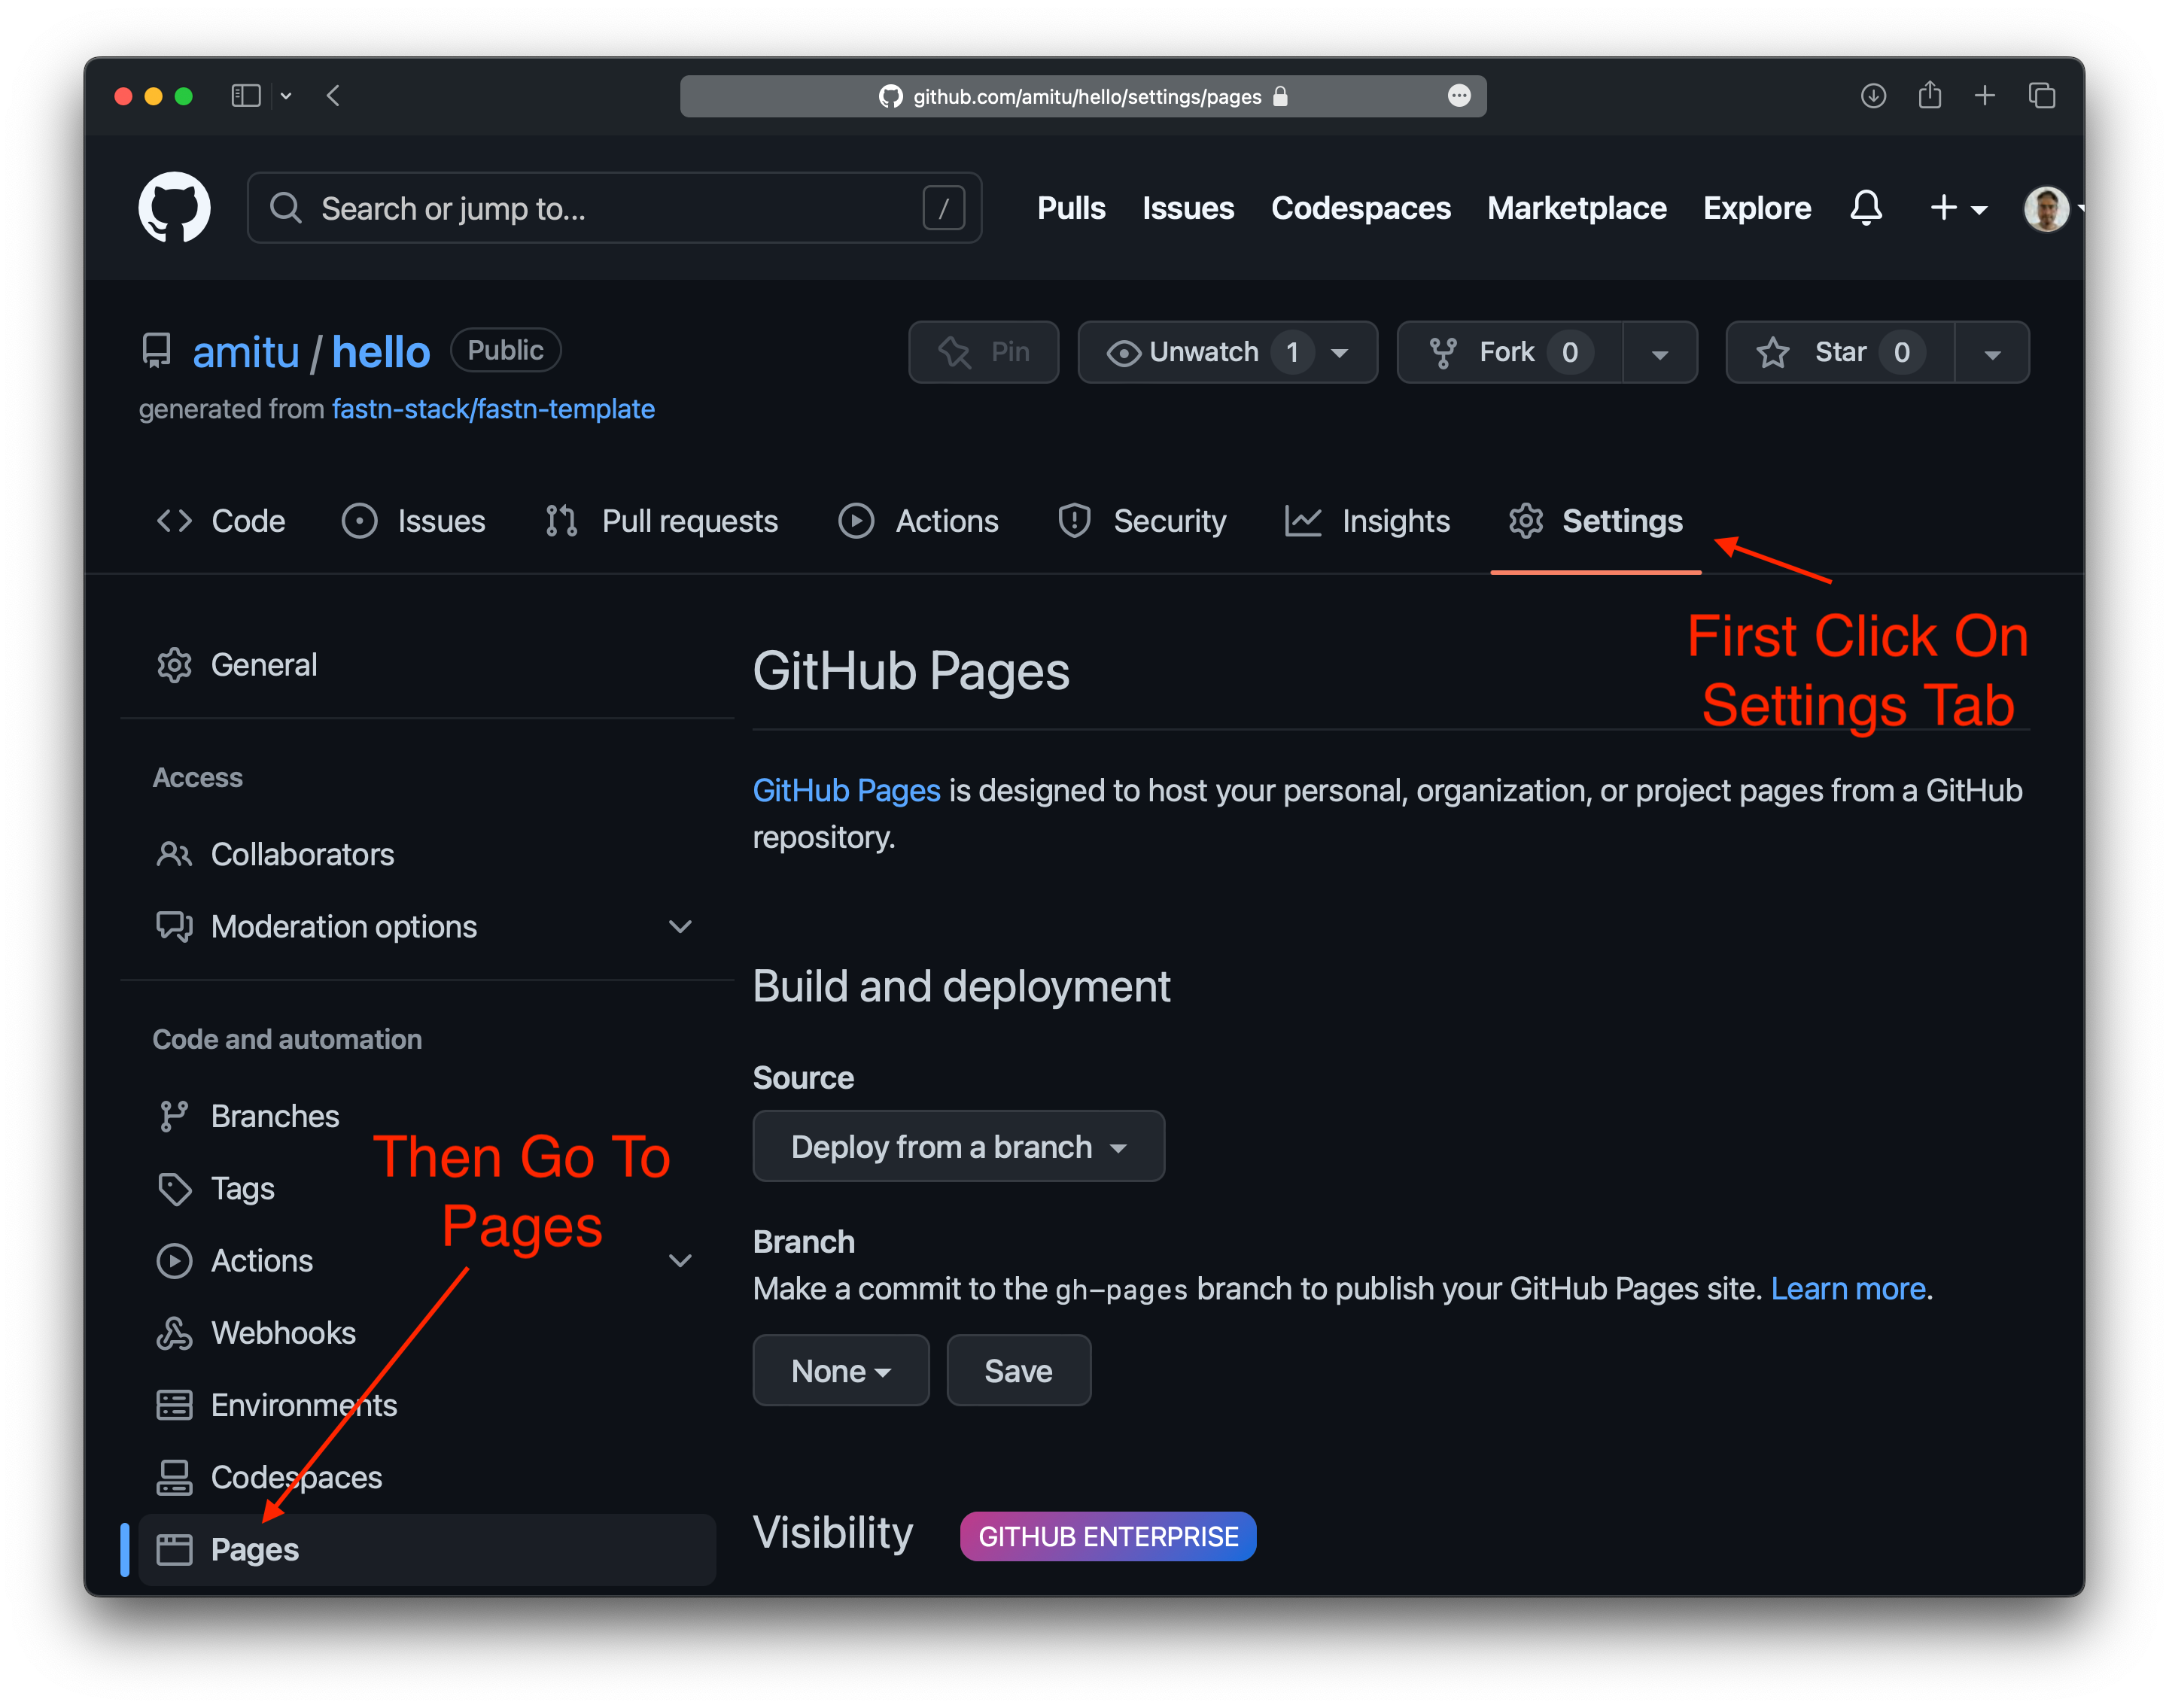 github.com/amitu/hello/settings/pages
Search or jump to...
/
Pulls
Issues
Codespaces
Marketplace
Explore
amitu / hello
Public
Pin
Unwatch 1
Fork 0
Star 0
generated from fastn-stack/fastn-template
Code
Issues
Pull requests
Actions
Security
Insights
Settings
First Click On
Settings Tab
General
Access
Collaborators
Moderation options
Code and automation
Branches
Tags
Actions
Webhooks
Environments
Codespaces
Pages
Then Go To
Pages
GitHub Pages
GitHub Pages is designed to host your personal, organization, or project pages from a GitHub
repository.
Build and deployment
Source
Deploy from a branch
Branch
Make a commit to the gh-pages branch to publish your GitHub Pages site. Learn more.
None
Save
Visibility
GITHUB ENTERPRISE